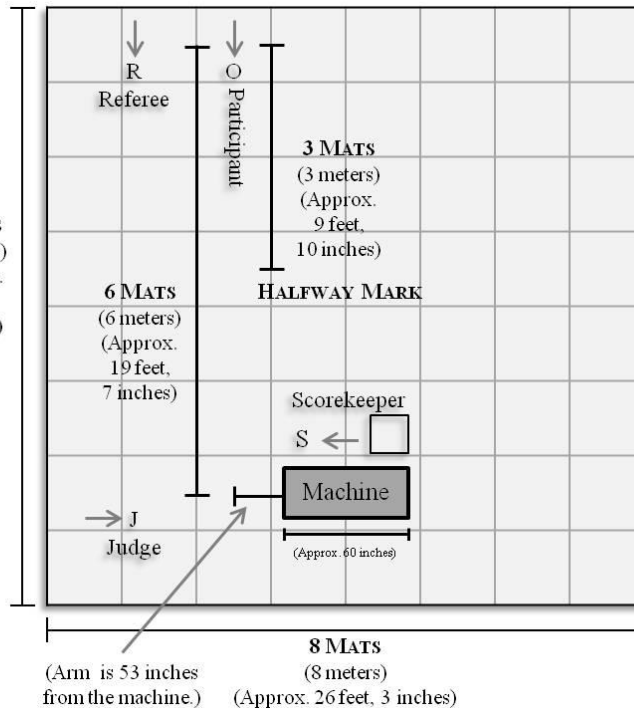 R
Referee
O
Participant
3 MATS
(3 meters)
(Approx.
9 feet,
10 inches)
HALFWAY MARK
6 MATS
(6 meters)
(Approx.
19 feet,
7 inches)
)
)
Scorekeeper
S
Machine
(Approx. 60 inches)
J
Judge
(Arm is 53 inches
from the machine.)
8 MATS
(8 meters)
(Approx. 26 feet, 3 inches)